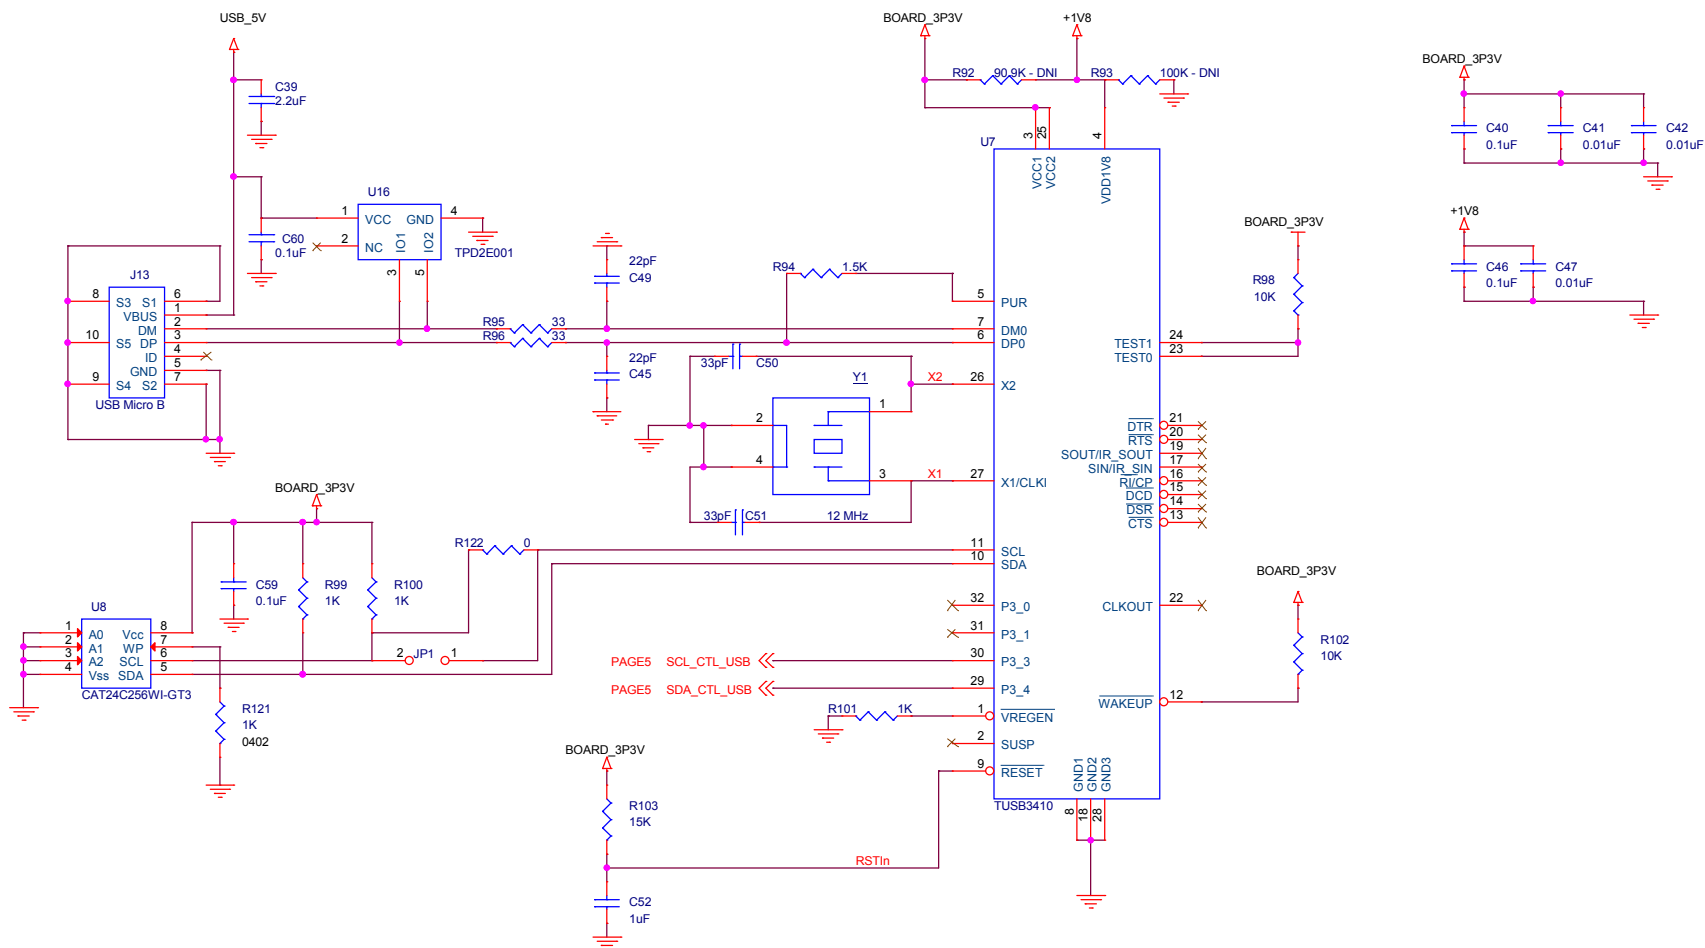 USB_5V
BOARD_3P3V
+1V8
C39
2.2uF
R92
90.9K - DNI
R93
100K - DNI
BOARD_3P3V
C40
0.1uF
C41
0.01uF
C42
0.01uF
+1V8
C46
0.1uF
C47
0.01uF
U16
1
VCC
GND
4
2
NC
IO1
IO2
TPD2E001
3
5
C60
0.1uF
J13
8
S3
S1
6
VBUS
1
DM
2
10
S5
DP
3
ID
4
GND
5
9
S4
S2
7
USB Micro B
22pF
C49
R95
33
R96
33
22pF
C45
R94
1.5K
33pF
C50
Y1
X2
1
2
4
3
X1
33pF
C51
12 MHz
U7
3
25
4
VCC1
VCC2
VDD1V8
5
PUR
7
DM0
6
DP0
26
X2
27
X1/CLKI
11
SCL
10
SDA
32
P3_0
31
P3_1
30
P3_3
29
P3_4
1
VREGEN
2
SUSP
9
RESET
TUSB3410
GND1
GND2
GND3
8
18
28
TEST1
24
TEST0
23
DTR
21
RTS
20
SOUT/IR_SOUT
19
SIN/IR_SIN
17
RI/CP
16
DCD
15
DSR
14
CTS
13
CLKOUT
22
WAKEUP
12
BOARD_3P3V
R98
10K
BOARD_3P3V
R102
10K
BOARD_3P3V
R122
0
C59
0.1uF
R99
1K
R100
1K
U8
1
A0
Vcc
8
2
A1
WP
7
3
A2
SCL
6
4
Vss
SDA
5
CAT24C256WI-GT3
2
JP1
1
R121
1K
0402
PAGE5
SCL_CTL_USB
PAGE5
SDA_CTL_USB
R101
1K
BOARD_3P3V
R103
15K
RSTIn
C52
1uF